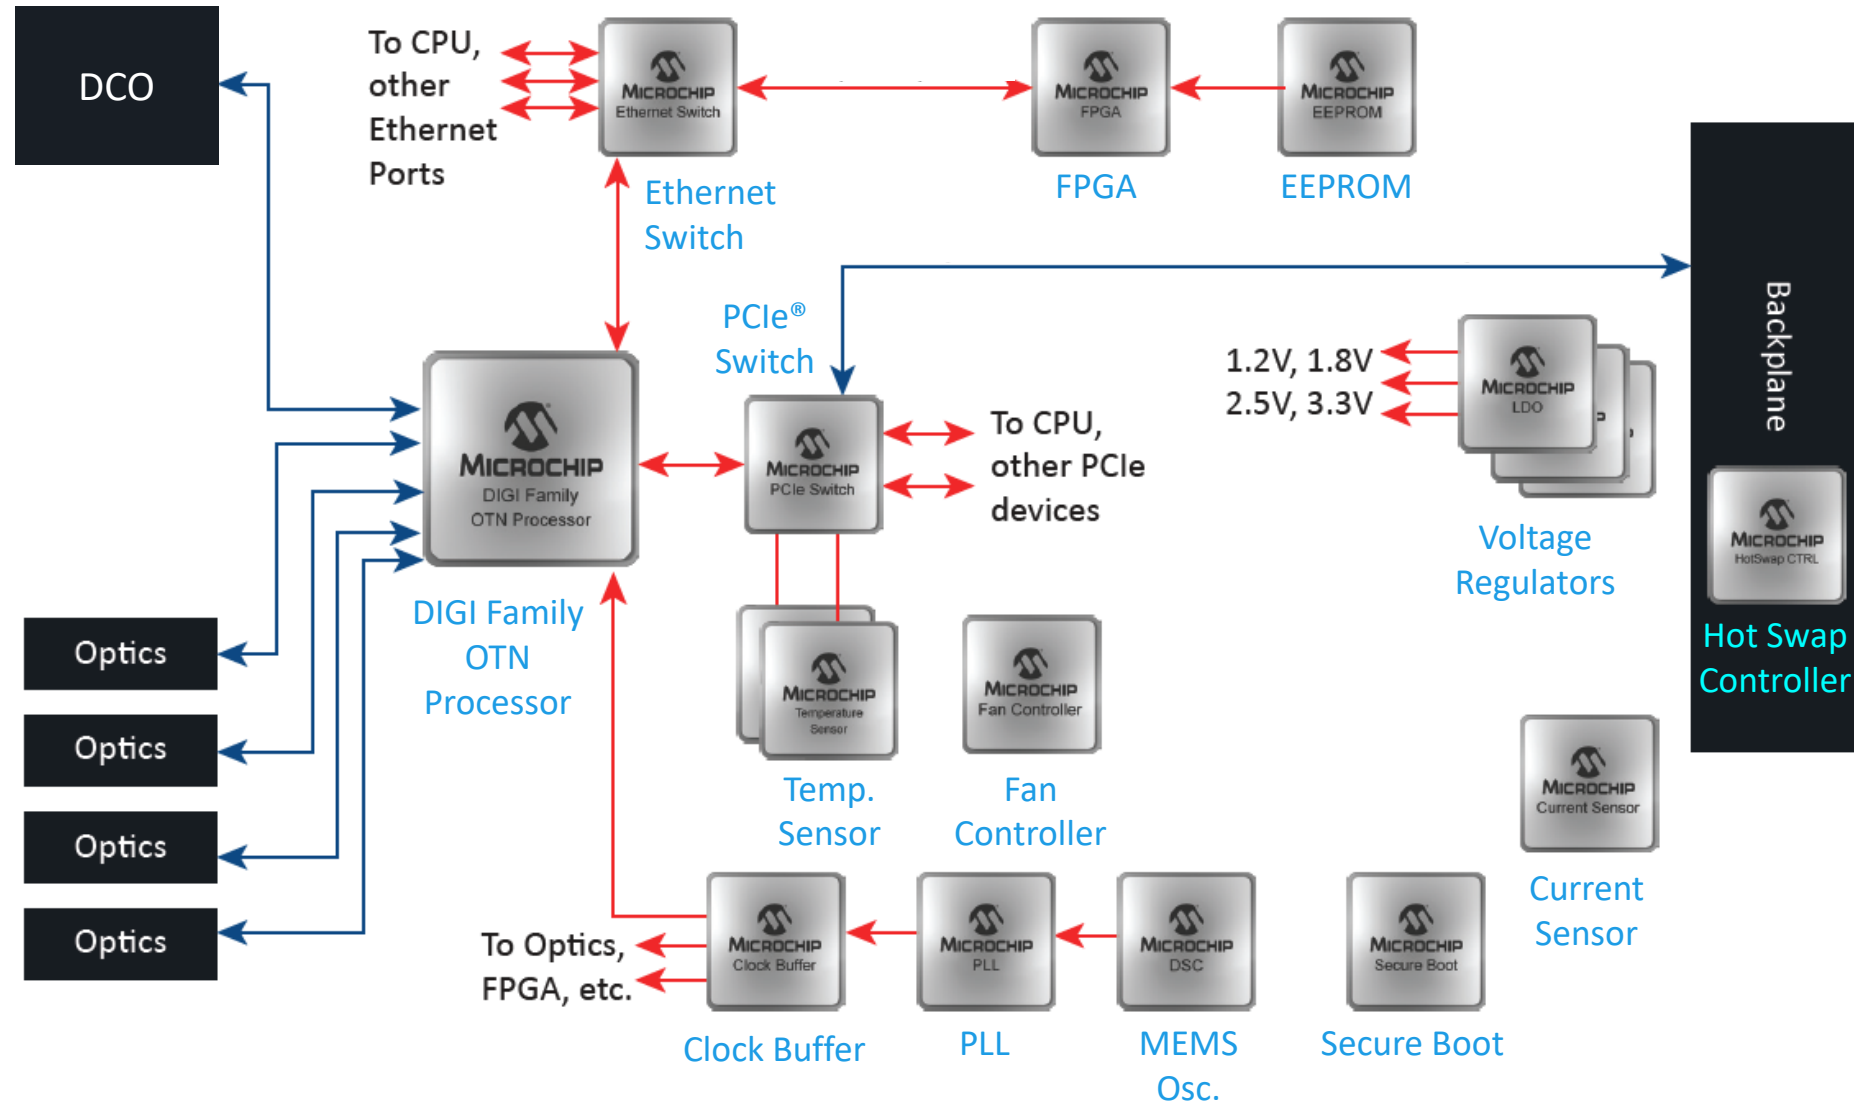 DCO
To CPU,
other
Ethernet
Ports
MICROCHIP
Ethernet Switch
Ethernet
Switch
MICROCHIP
FPGA
FPGA
MICROCHIP
EEPROM
EEPROM
Backplane
MICROCHIP
HotSwap CTRL
Hot Swap
Controller
PCIe®
Switch
MICROCHIP
PCIe Switch
To CPU,
other PCIe
devices
1.2V, 1.8V
2.5V, 3.3V
MICROCHIP
LDO
Voltage
Regulators
MICROCHIP
DIGI Family
OTN Processor
DIGI Family
OTN
Processor
Optics
Optics
Optics
Optics
MICROCHIP
Temperature
Sensor
Temp.
Sensor
MICROCHIP
Fan Controller
Fan
Controller
MICROCHIP
Current Sensor
Current
Sensor
To Optics,
FPGA, etc.
MICROCHIP
Clock Buffer
Clock Buffer
MICROCHIP
PLL
PLL
MICROCHIP
DSC
MEMS
Osc.
MICROCHIP
Secure Boot
Secure Boot